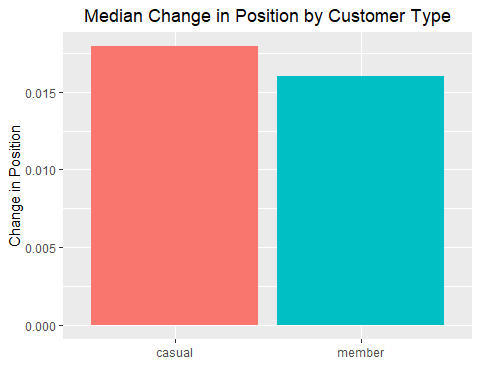 Median Change in Position by Customer Type
Change in Position
0.015
0.010
0.005
0.000
casual
member